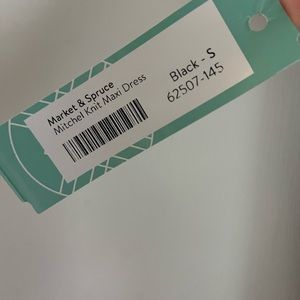 Market & Spruce
Mitchel Knit Maxi Dress
Black - S
62507-145